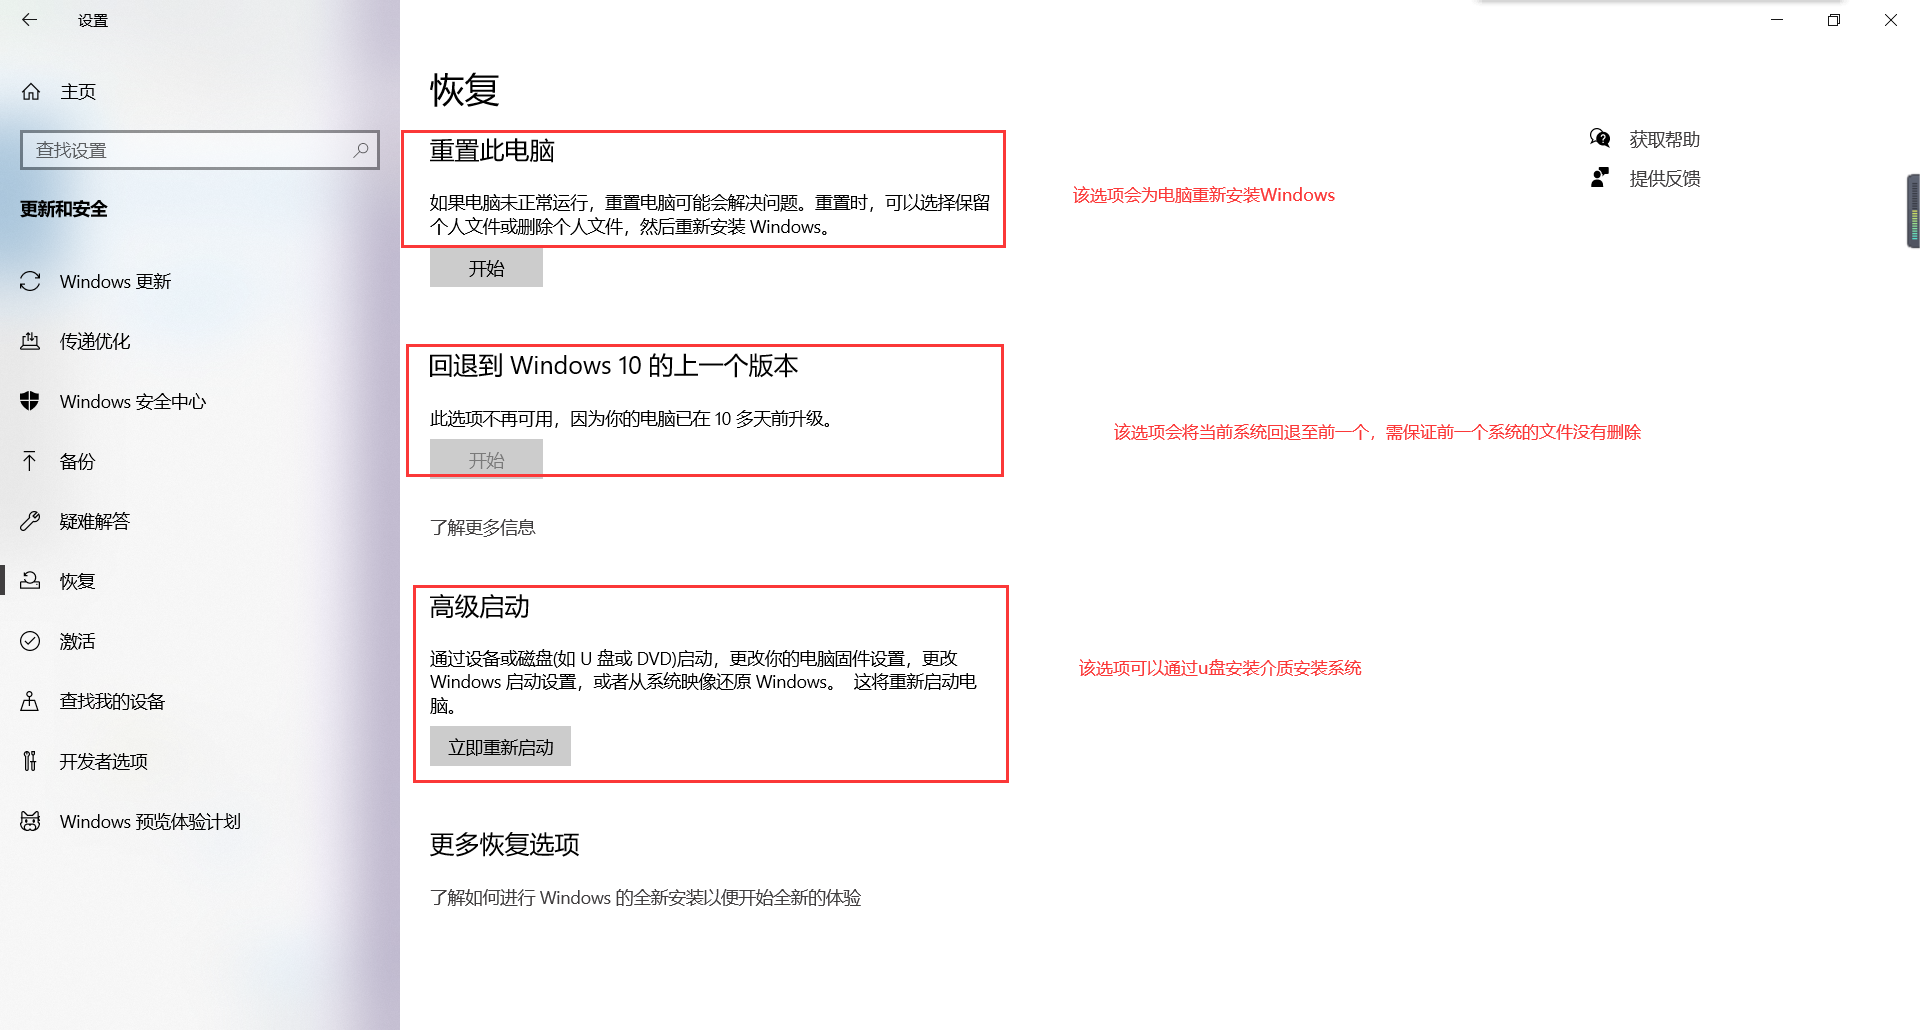 设置
主页
查找设置
更新和安全
Windows 更新
传递优化
Windows 安全中心
备份
疑难解答
恢复
激活
查找我的设备
开发者选项
Windows 预览体验计划
恢复
重置此电脑
如果电脑未正常运行，重置电脑可能会解决问题。重置时，可以选择保留
个人文件或删除个人文件，然后重新安装 Windows。
开始
该选项会为电脑重新安装Windows
回退到 Windows 10 的上一个版本
此选项不再可用，因为你的电脑已在 10 多天前升级。
开始
该选项会将当前系统回退至前一个，需保证前一个系统的文件没有删除
了解更多信息
高级启动
通过设备或磁盘(如 U 盘或 DVD)启动，更改你的电脑固件设置，更改
Windows 启动设置，或者从系统映像还原 Windows。 这将重新启动电
脑。
立即重新启动
该选项可以通过u盘安装介质安装系统
更多恢复选项
了解如何进行 Windows 的全新安装以便开始全新的体验
获取帮助
提供反馈